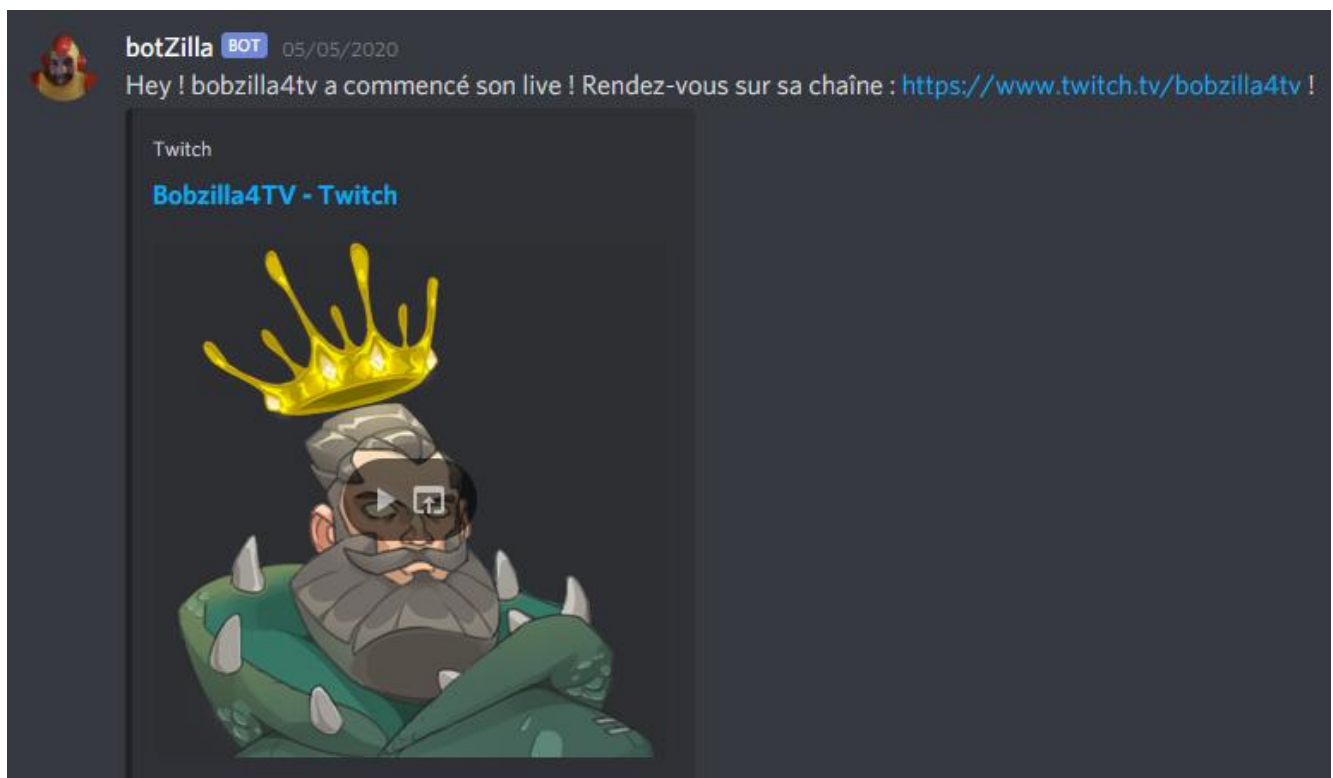 botZilla BOT 05/05/2020
Hey ! bobzilla4tv a commencé son live ! Rendez-vous sur sa chaîne : https://www.twitch.tv/bobzilla4tv !
Twitch
Bobzilla4TV - Twitch